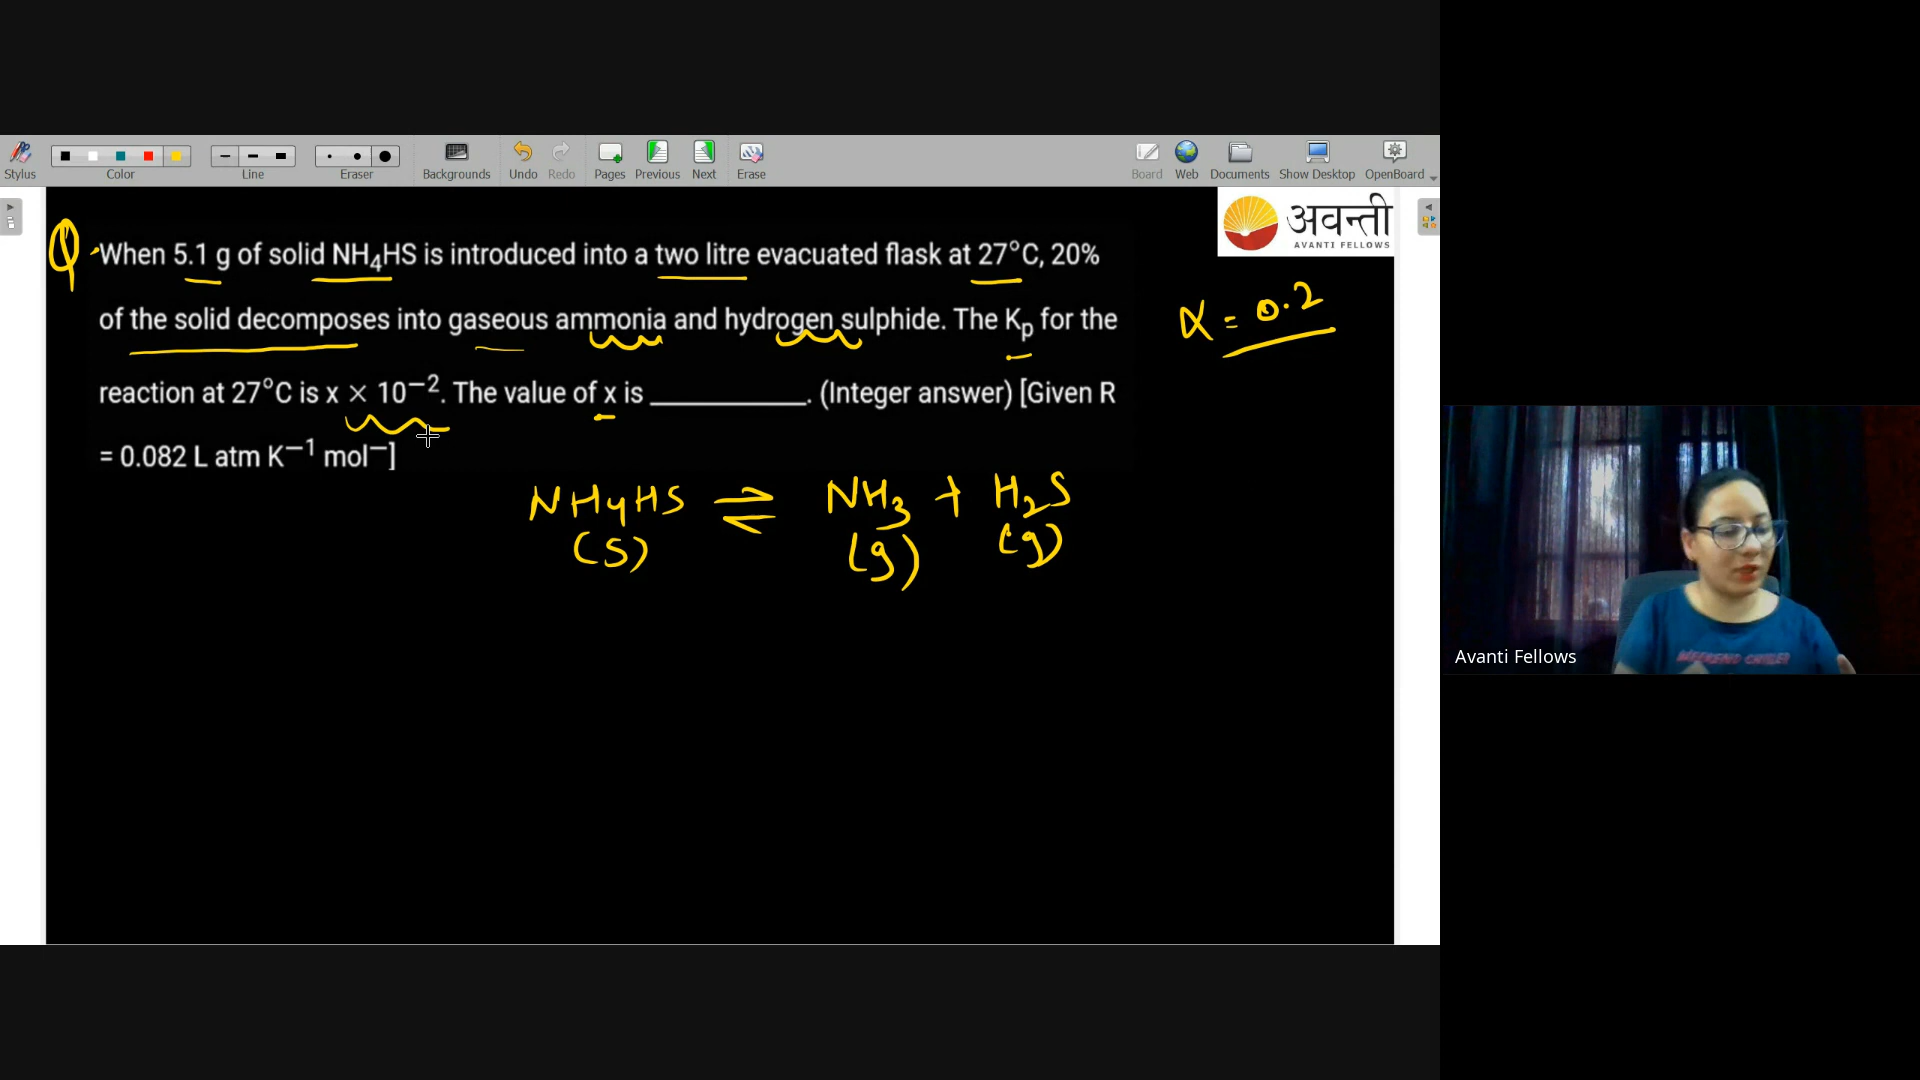 Stylus Color Line Eraser Backgrounds Undo Redo Pages Previous Next Erase Board Web Documents Show Desktop OpenBoard
अवन्ती
AVANTI FELLOWS
Q. When 5.1 g of solid NH₄HS is introduced into a two litre evacuated flask at 27°C, 20%
of the solid decomposes into gaseous ammonia and hydrogen sulphide. The Kₚ for the
α = 0.2
reaction at 27°C is x × 10⁻². The value of x is ____________. (Integer answer) [Given R
= 0.082 L atm K⁻¹ mol⁻]
NH4HS ⇌ NH3 + H2S
(s) (g) (g)
Avanti Fellows